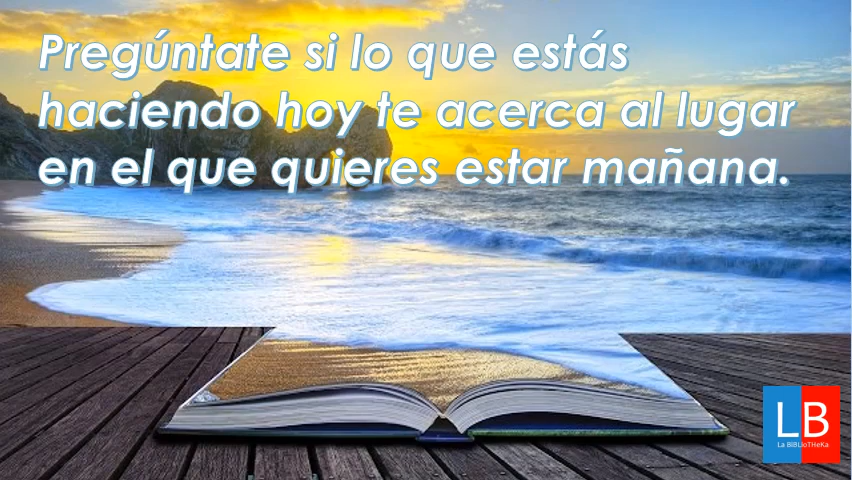 Pregúntate si lo que estás
haciendo hoy te acerca al lugar
en el que quieres estar mañana.
LB
La BiBLioTHeKa